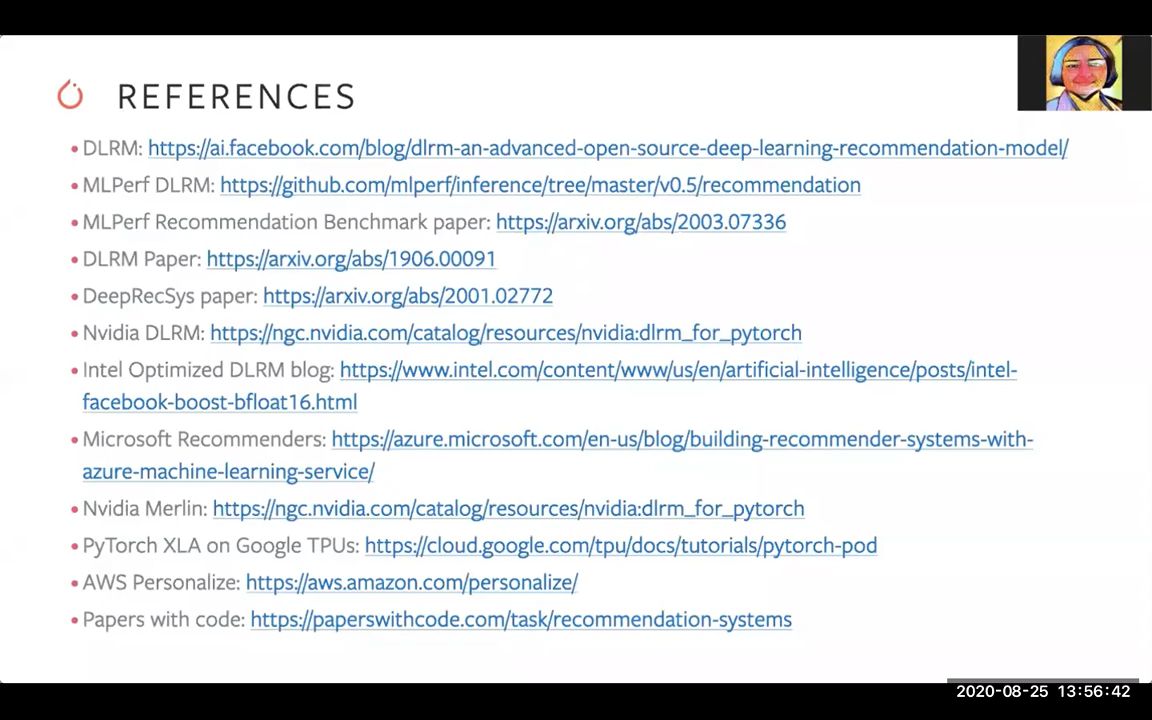 REFERENCES
• DLRM: https://ai.facebook.com/blog/dlrm-an-advanced-open-source-deep-learning-recommendation-model/
• MLPerf DLRM: https://github.com/mlperf/inference/tree/master/v0.5/recommendation
• MLPerf Recommendation Benchmark paper: https://arxiv.org/abs/2003.07336
• DLRM Paper: https://arxiv.org/abs/1906.00091
• DeepRecSys paper: https://arxiv.org/abs/2001.02772
• Nvidia DLRM: https://ngc.nvidia.com/catalog/resources/nvidia:dlrm_for_pytorch
• Intel Optimized DLRM blog: https://www.intel.com/content/www/us/en/artificial-intelligence/posts/intel-
facebook-boost-bfloat16.html
• Microsoft Recommenders: https://azure.microsoft.com/en-us/blog/building-recommender-systems-with-
azure-machine-learning-service/
• Nvidia Merlin: https://ngc.nvidia.com/catalog/resources/nvidia:dlrm_for_pytorch
• PyTorch XLA on Google TPUs: https://cloud.google.com/tpu/docs/tutorials/pytorch-pod
• AWS Personalize: https://aws.amazon.com/personalize/
• Papers with code: https://paperswithcode.com/task/recommendation-systems
2020-08-25 13:56:42